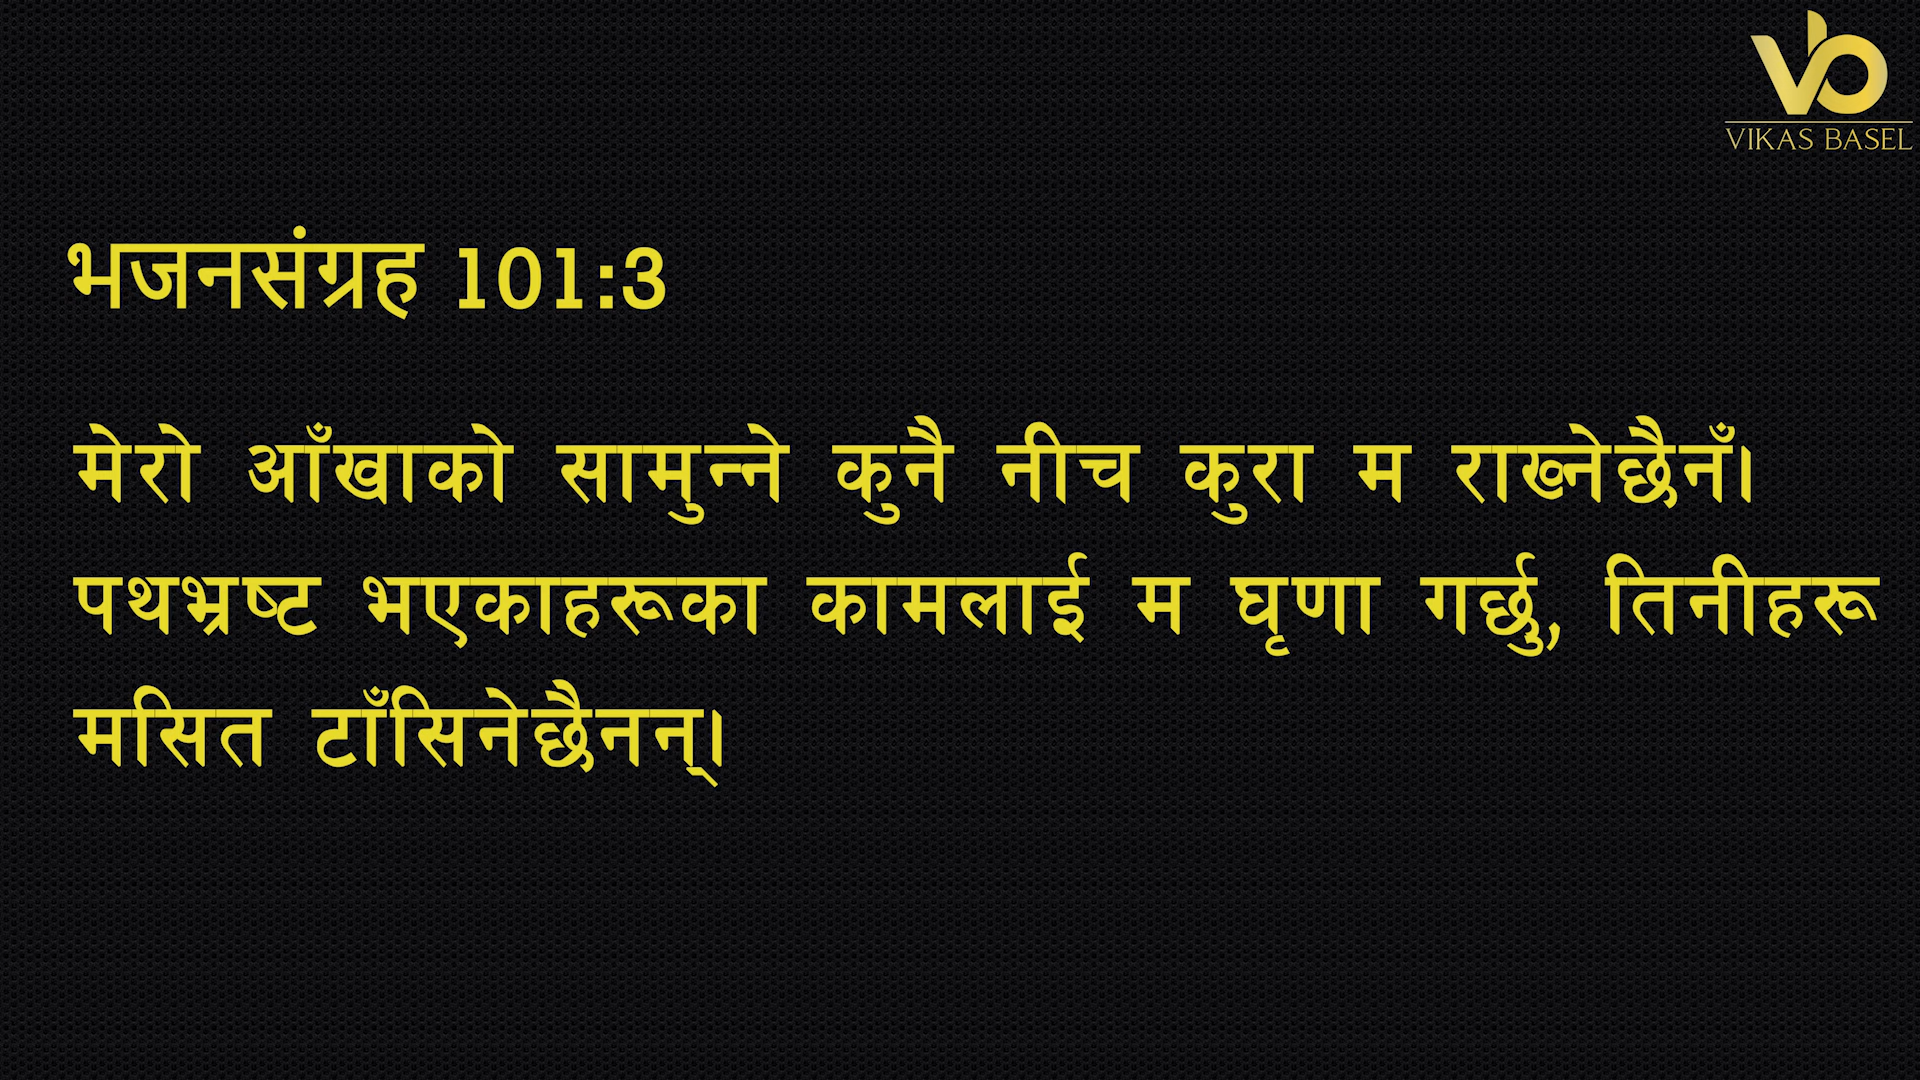 VIKAS BASEL
भजनसंग्रह 101:3
मेरो आँखाको सामुन्ने कुनै नीच कुरा म राख्नेछैनँ।
पथभ्रष्ट भएकाहरूका कामलाई म घृणा गर्छु, तिनीहरू
मसित टाँसिनेछैनन्।